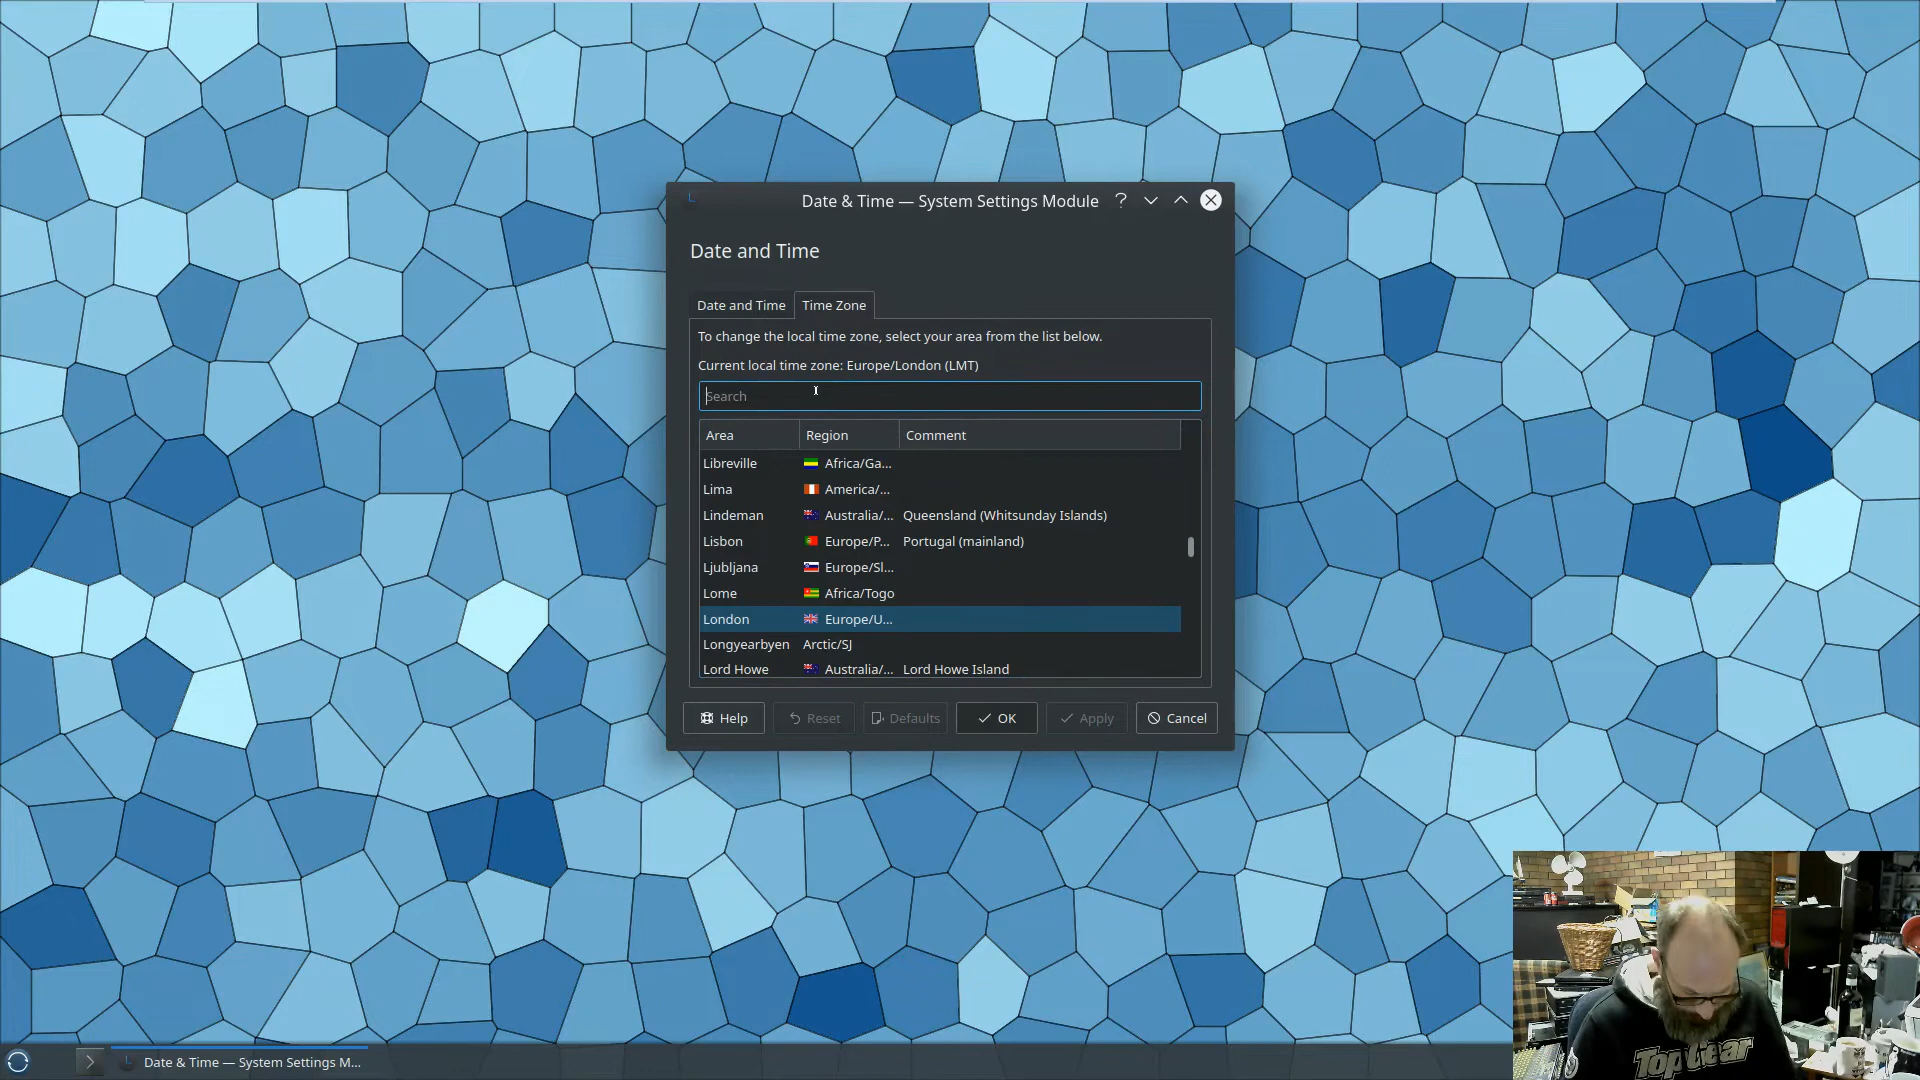 Date & Time — System Settings Module
Date and Time
Date and Time
Time Zone
To change the local time zone, select your area from the list below.
Current local time zone: Europe/London (LMT)
Search
Area Region Comment
Libreville Africa/Ga...
Lima America/...
Lindeman Australia/... Queensland (Whitsunday Islands)
Lisbon Europe/P... Portugal (mainland)
Ljubljana Europe/Sl...
Lome Africa/Togo
London Europe/U...
Longyearbyen Arctic/SJ
Lord Howe Australia/... Lord Howe Island
Help Reset Defaults OK Apply Cancel
Top Gear
Date & Time — System Settings M...